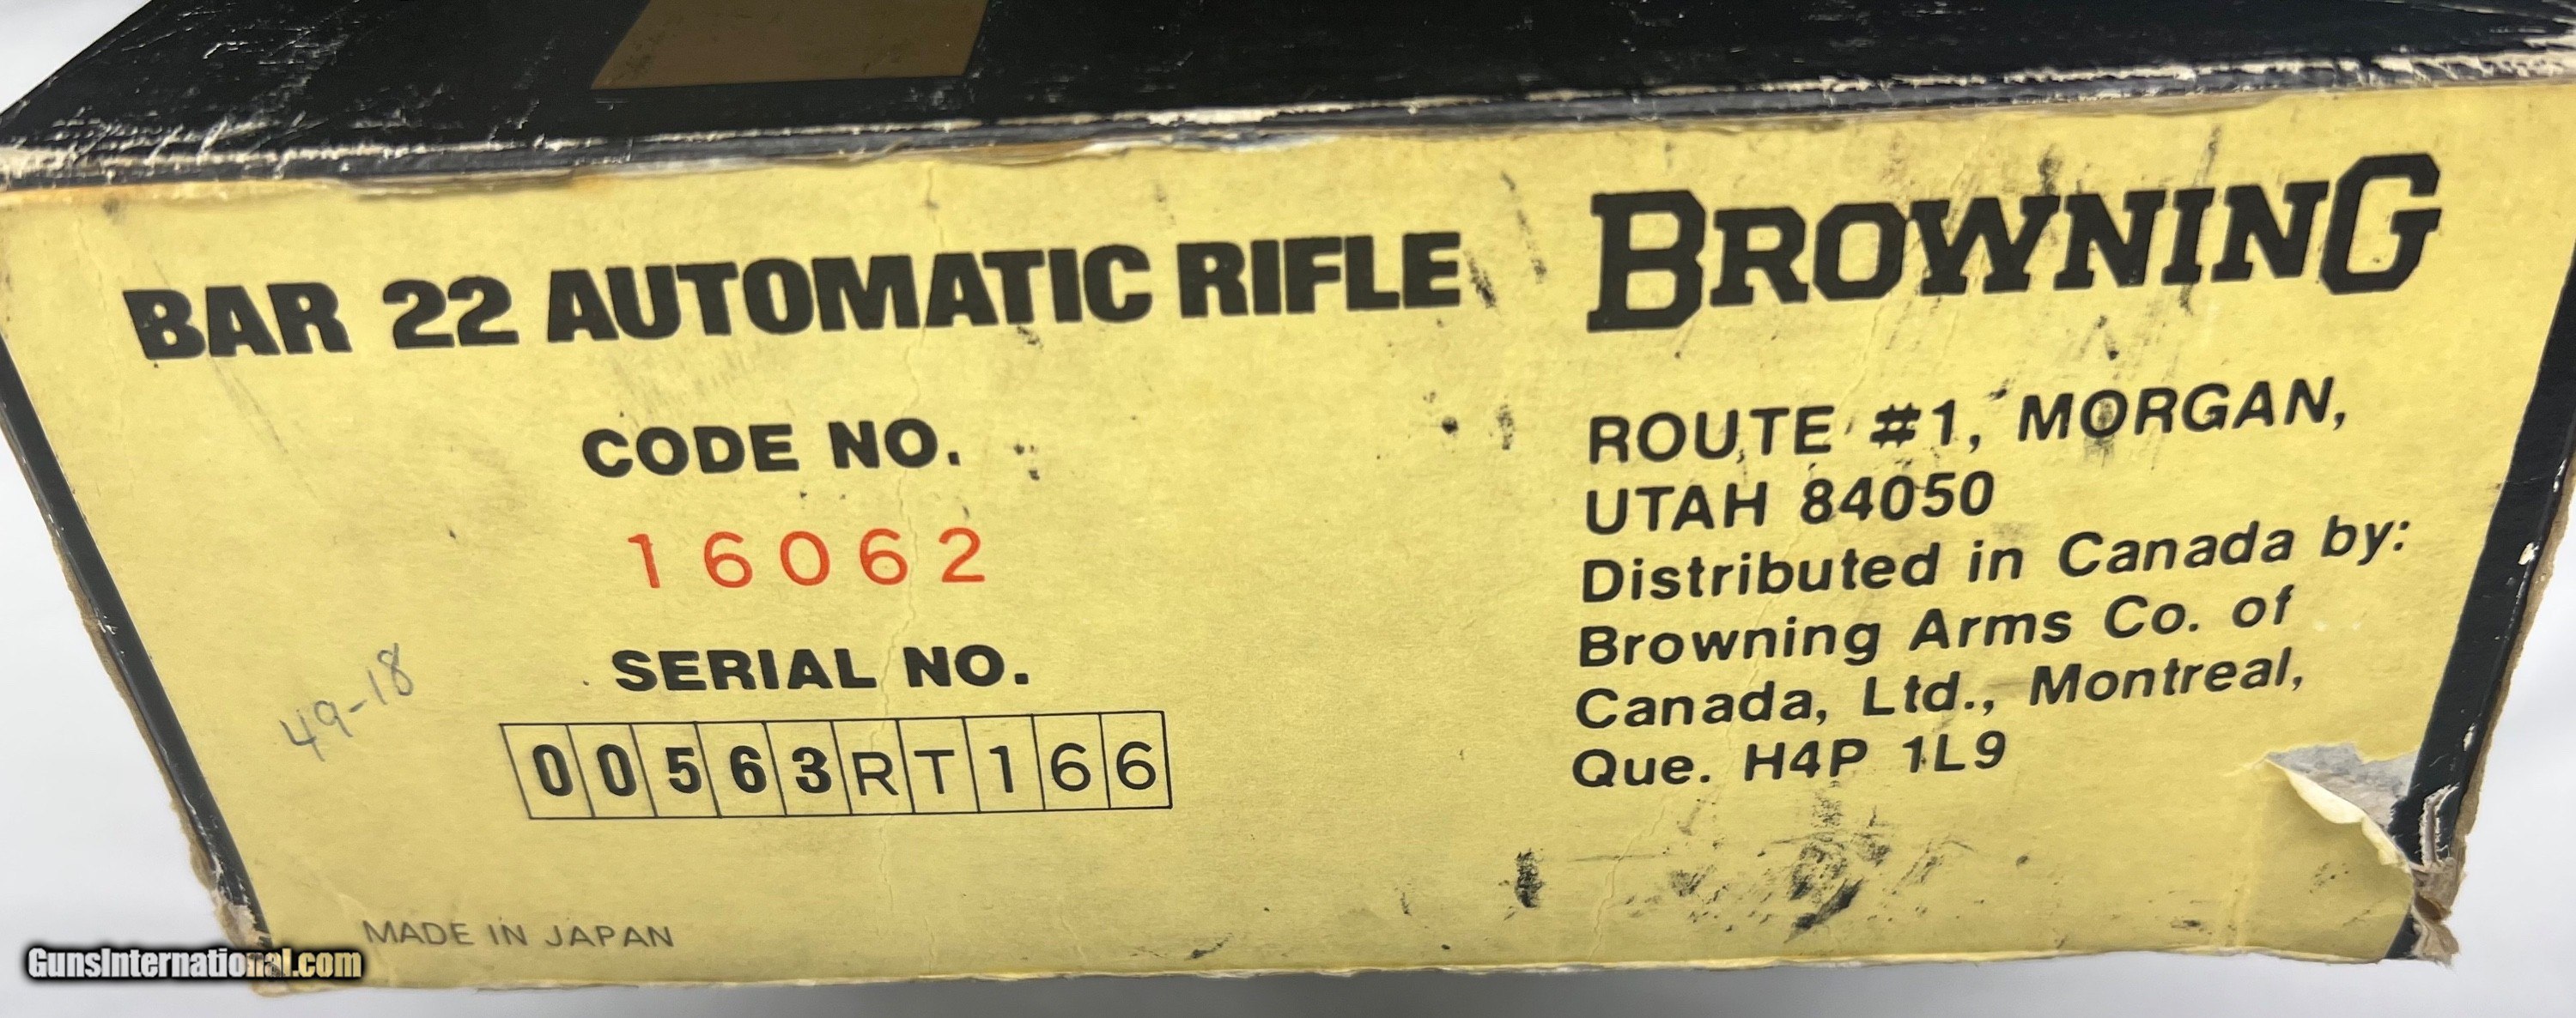 BAR 22 AUTOMATIC RIFLE
CODE NO.
16062
SERIAL NO.
00563RT166
49-18
MADE IN JAPAN
BROWNING
ROUTE #1, MORGAN,
UTAH 84050
Distributed in Canada by:
Browning Arms Co. of
Canada, Ltd., Montreal,
Que. H4P 1L9
GunsInternational.com